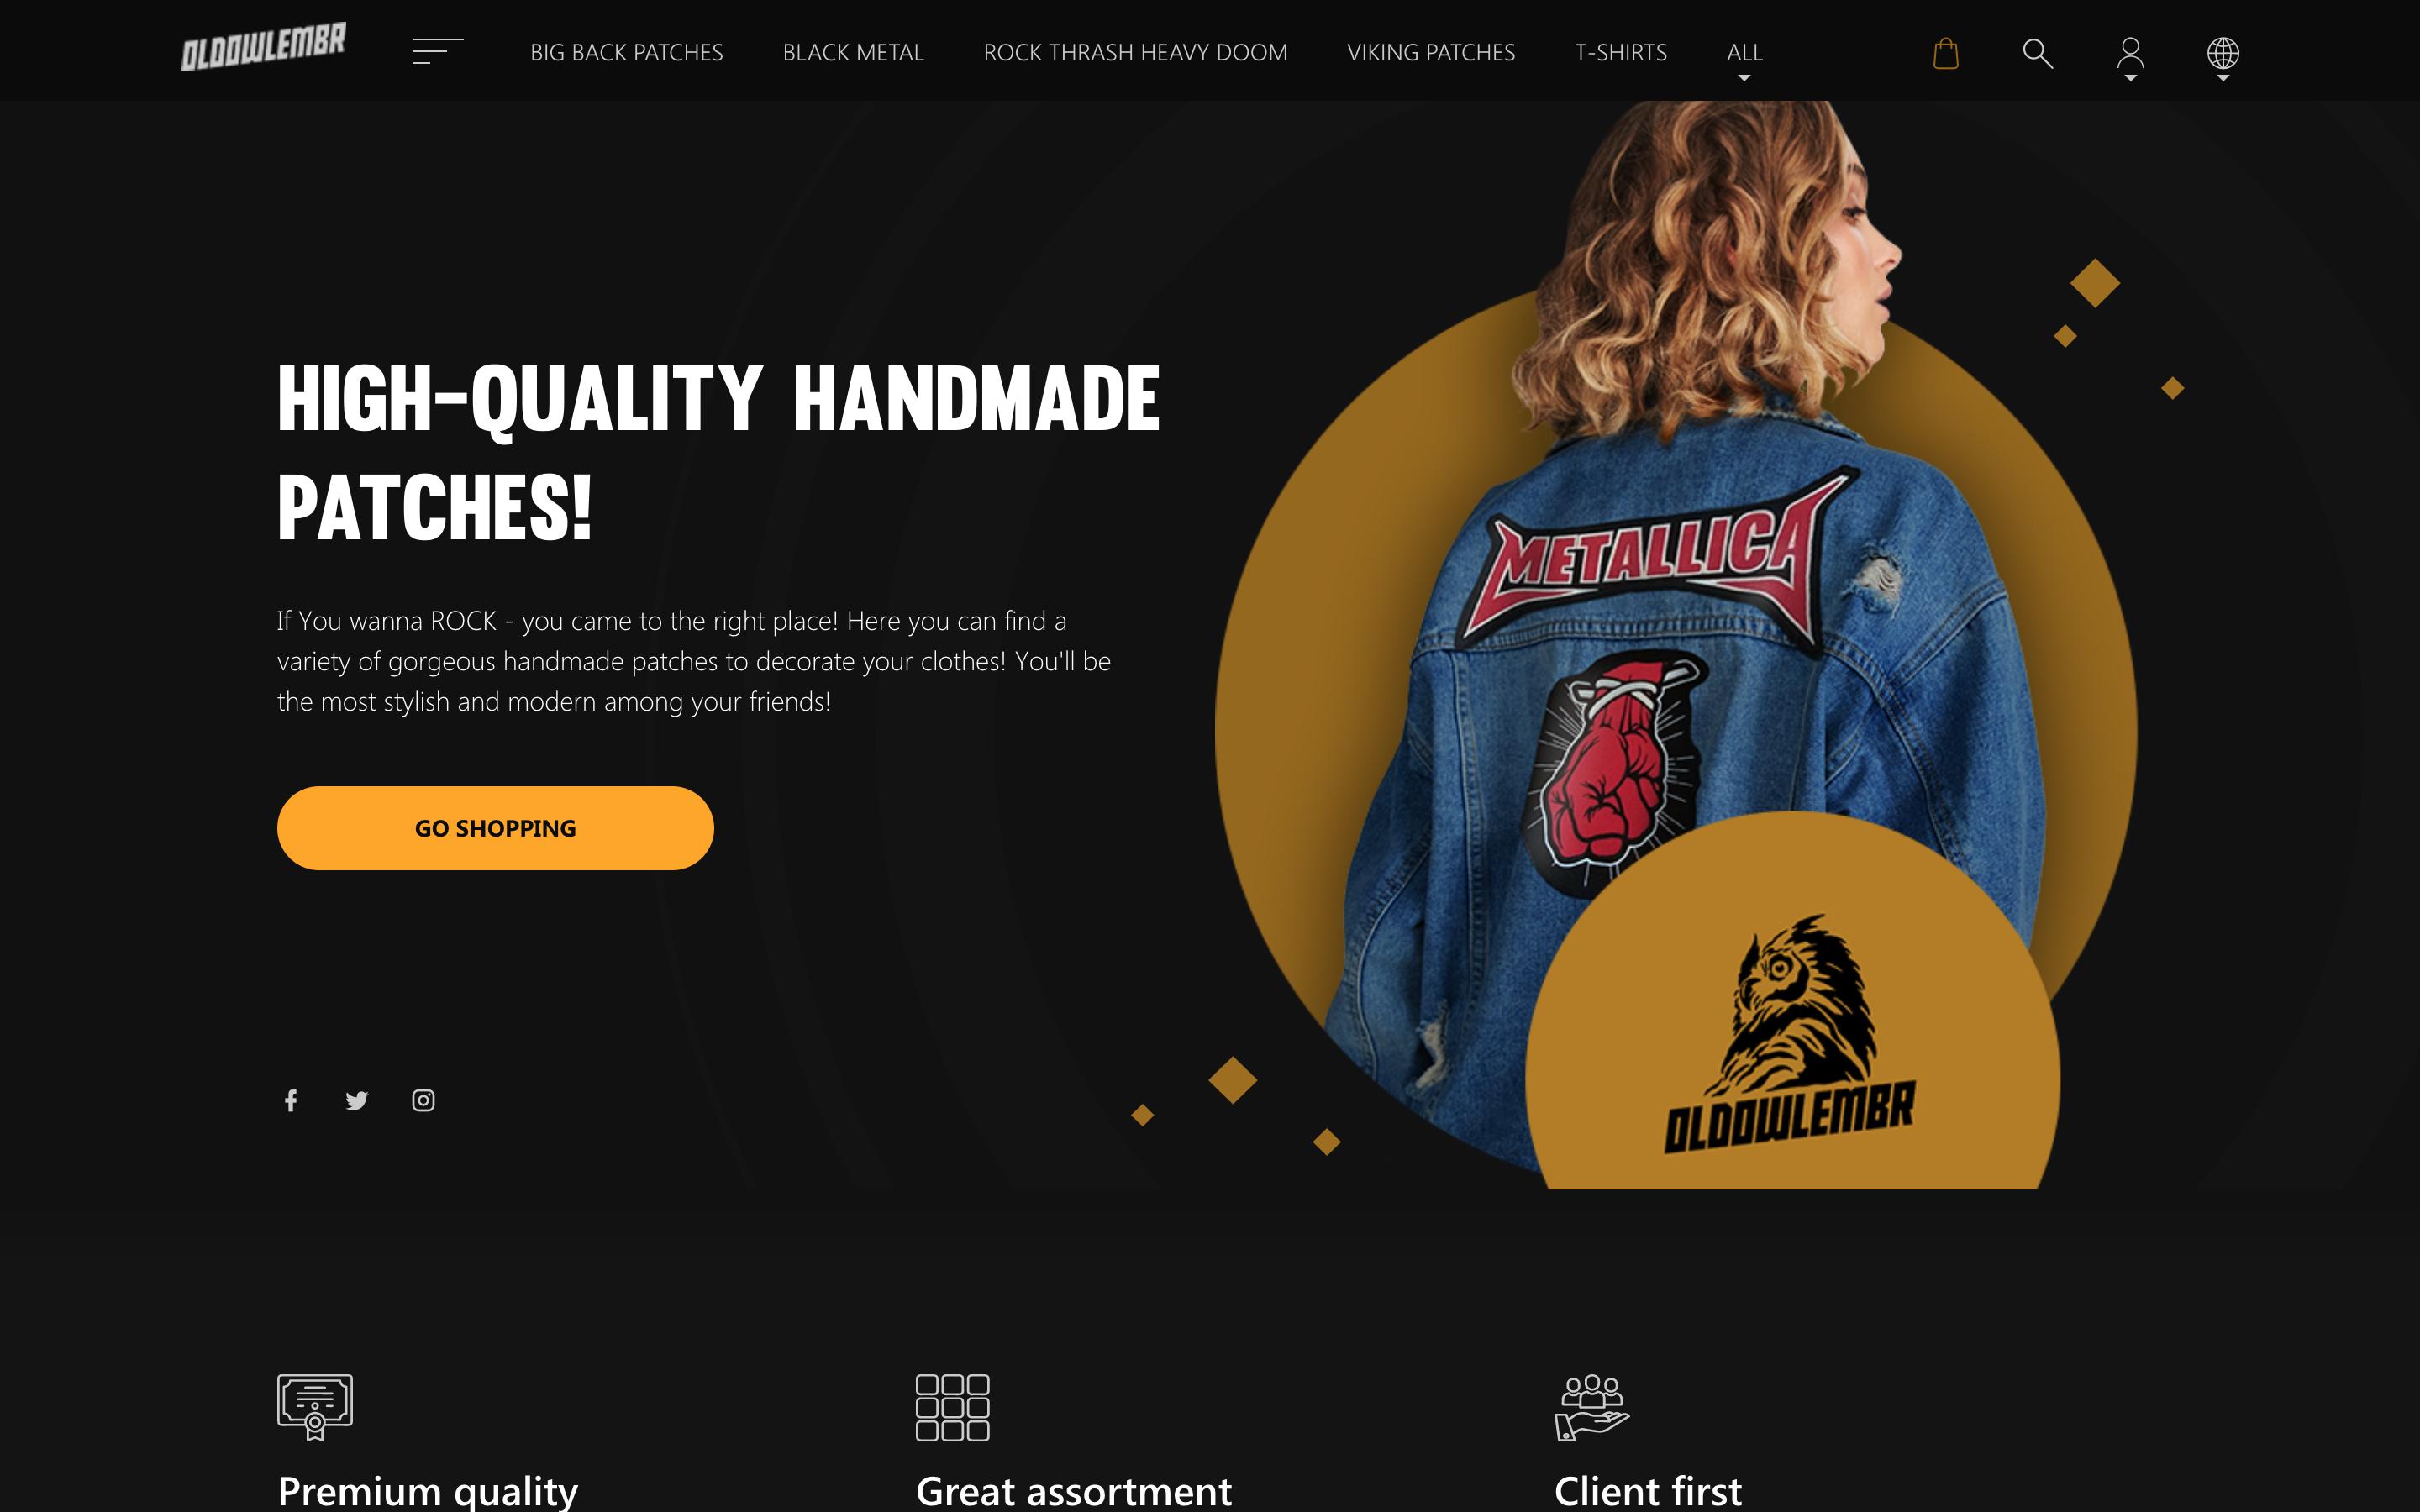 OLDOWLEMBR
BIG BACK PATCHES
BLACK METAL
ROCK THRASH HEAVY DOOM
VIKING PATCHES
T-SHIRTS
ALL
HIGH-QUALITY HANDMADE
PATCHES!
If You wanna ROCK - you came to the right place! Here you can find a
variety of gorgeous handmade patches to decorate your clothes! You'll be
the most stylish and modern among your friends!
GO SHOPPING
METALLICA
OLDOWLEMBR
Premium quality
Great assortment
Client first